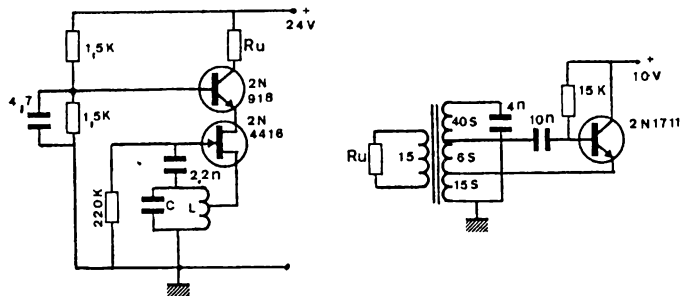 +
24V
1,5K
Ru
2N
918
4,7
1,5K
2N
4416
2,2n
220K
C
L
+
10V
15K
4n
10n
2N1711
40S
Ru
15
6S
15S